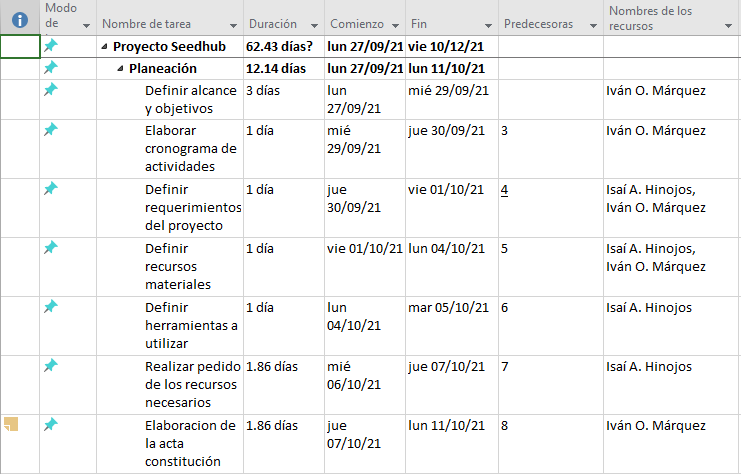 Modo de
Nombre de tarea
Duración
Comienzo
Fin
Predecesoras
Nombres de los recursos
Proyecto Seedhub 62.43 días? lun 27/09/21 vie 10/12/21
Planeación 12.14 días lun 27/09/21 lun 11/10/21
Definir alcance 3 días lun mié 29/09/21 Iván O. Márquez
y objetivos 27/09/21
Elaborar 1 día mié jue 30/09/21 3 Iván O. Márquez
cronograma de 29/09/21
actividades
Definir 1 día jue vie 01/10/21 4 Isaí A. Hinojos,
requerimientos 30/09/21 Iván O. Márquez
del proyecto
Definir 1 día vie 01/10/21 lun 04/10/21 5 Isaí A. Hinojos,
recursos Iván O. Márquez
materiales
Definir 1 día lun mar 05/10/21 6 Isaí A. Hinojos
herramientas a 04/10/21
utilizar
Realizar pedido 1.86 días mié jue 07/10/21 7 Isaí A. Hinojos
de los recursos 06/10/21
necesarios
Elaboracion de 1.86 días jue lun 11/10/21 8 Iván O. Márquez
la acta 07/10/21
constitución